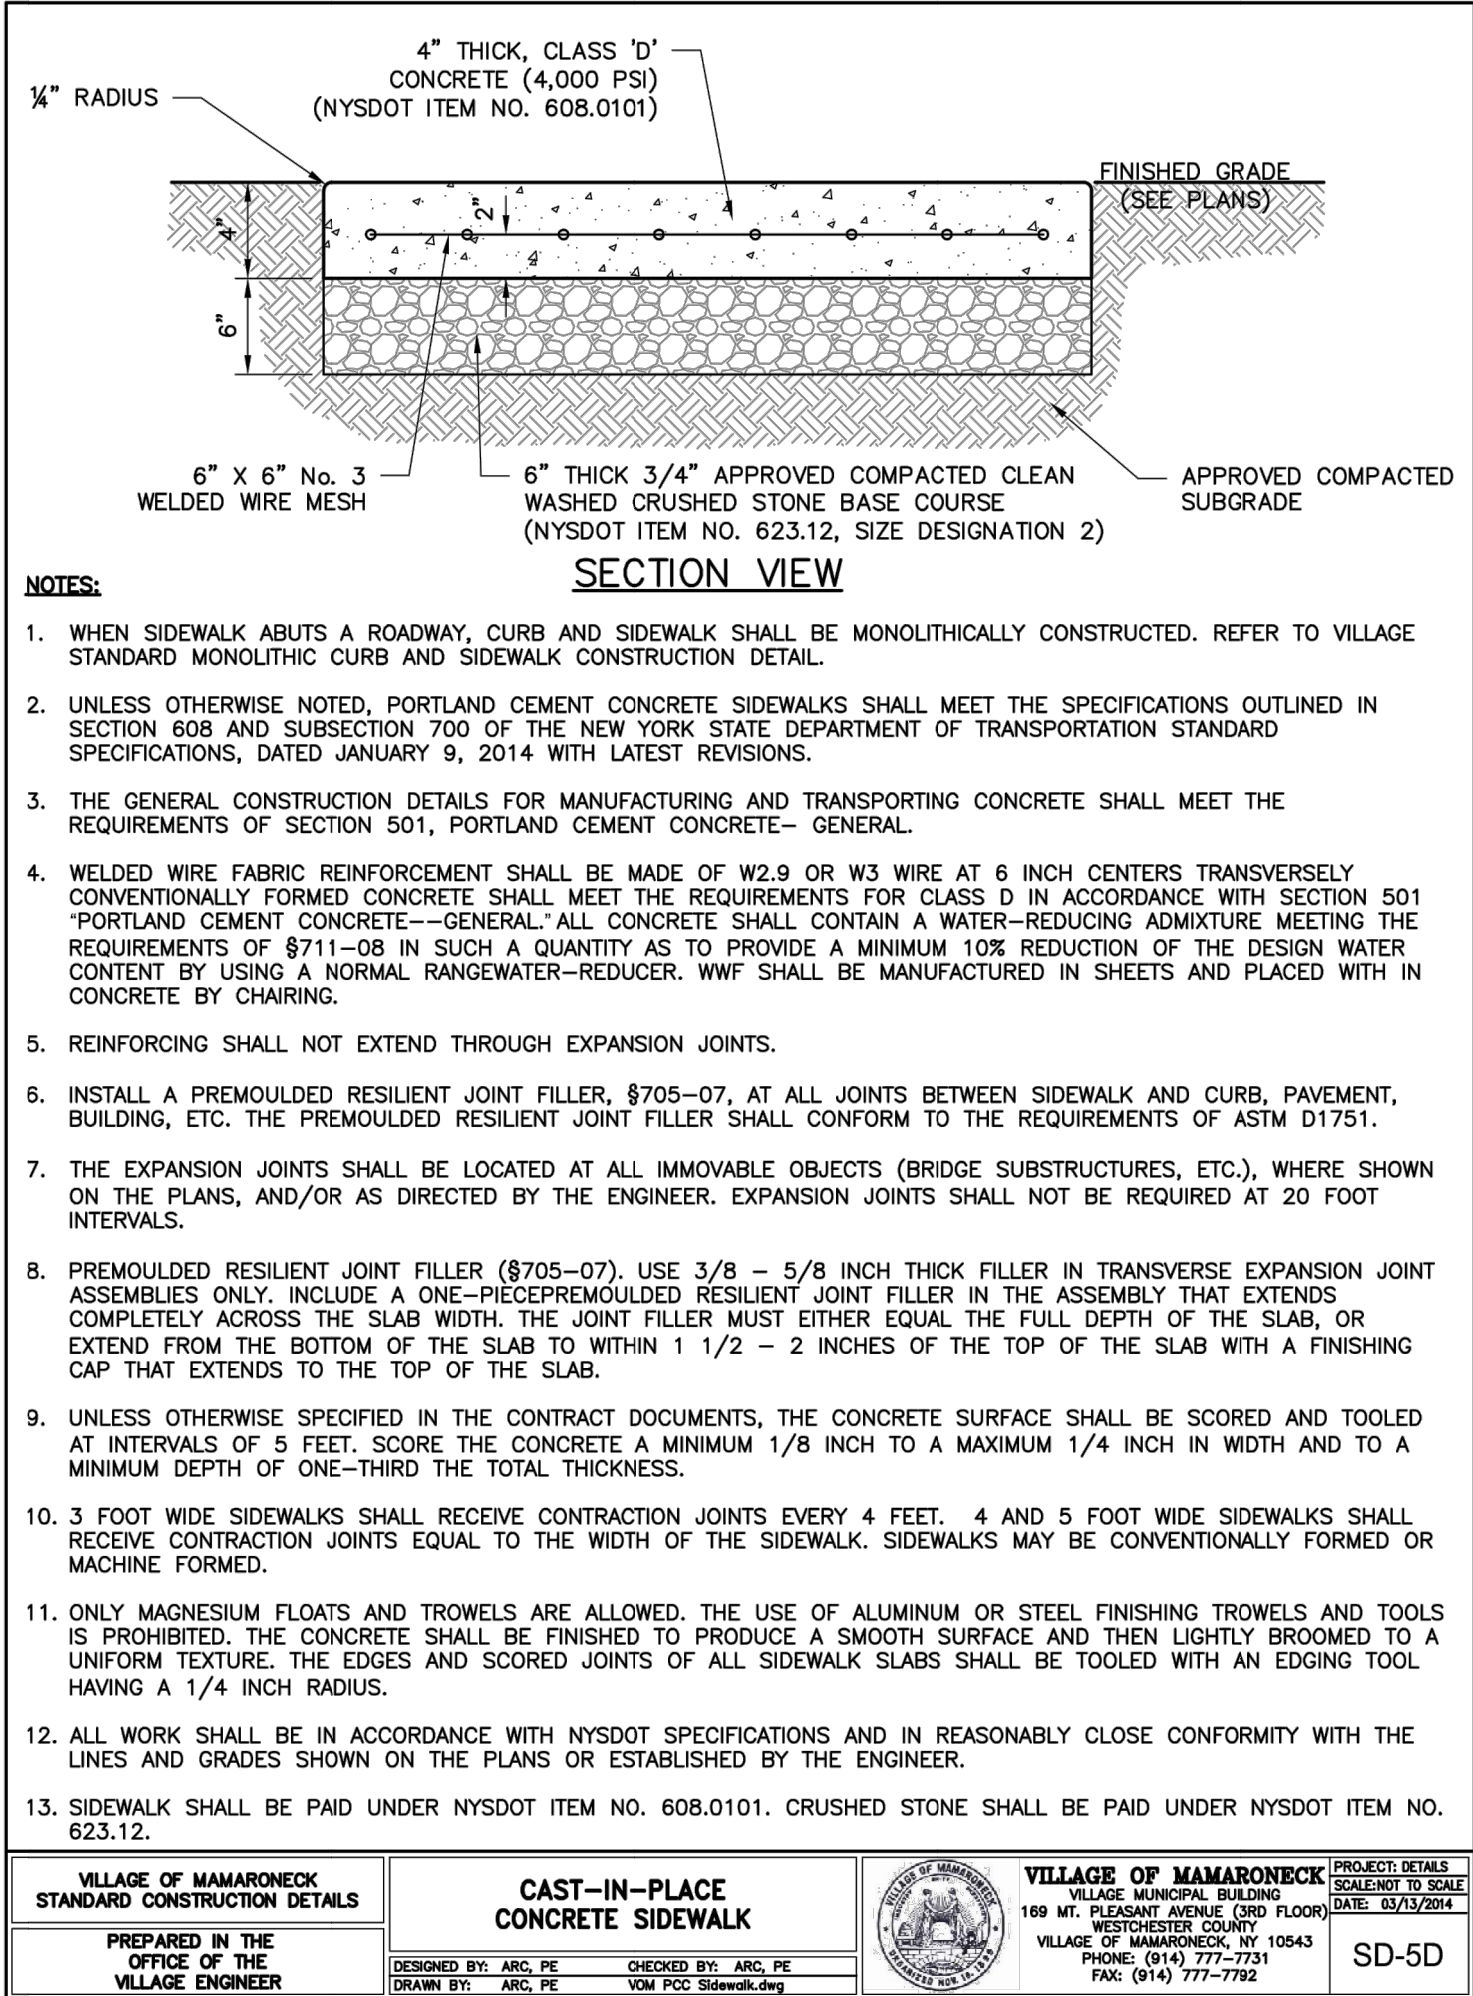 4" THICK, CLASS 'D'
CONCRETE (4,000 PSI)
(NYSDOT ITEM NO. 608.0101)
¼" RADIUS
FINISHED GRADE
(SEE PLANS)
4"
2"
6"
6" X 6" No. 3
WELDED WIRE MESH
6" THICK 3/4" APPROVED COMPACTED CLEAN
WASHED CRUSHED STONE BASE COURSE
(NYSDOT ITEM NO. 623.12, SIZE DESIGNATION 2)
APPROVED COMPACTED
SUBGRADE
SECTION VIEW
NOTES:
1. WHEN SIDEWALK ABUTS A ROADWAY, CURB AND SIDEWALK SHALL BE MONOLITHICALLY CONSTRUCTED. REFER TO VILLAGE
STANDARD MONOLITHIC CURB AND SIDEWALK CONSTRUCTION DETAIL.
2. UNLESS OTHERWISE NOTED, PORTLAND CEMENT CONCRETE SIDEWALKS SHALL MEET THE SPECIFICATIONS OUTLINED IN
SECTION 608 AND SUBSECTION 700 OF THE NEW YORK STATE DEPARTMENT OF TRANSPORTATION STANDARD
SPECIFICATIONS, DATED JANUARY 9, 2014 WITH LATEST REVISIONS.
3. THE GENERAL CONSTRUCTION DETAILS FOR MANUFACTURING AND TRANSPORTING CONCRETE SHALL MEET THE
REQUIREMENTS OF SECTION 501, PORTLAND CEMENT CONCRETE– GENERAL.
4. WELDED WIRE FABRIC REINFORCEMENT SHALL BE MADE OF W2.9 OR W3 WIRE AT 6 INCH CENTERS TRANSVERSELY
CONVENTIONALLY FORMED CONCRETE SHALL MEET THE REQUIREMENTS FOR CLASS D IN ACCORDANCE WITH SECTION 501
"PORTLAND CEMENT CONCRETE––GENERAL." ALL CONCRETE SHALL CONTAIN A WATER–REDUCING ADMIXTURE MEETING THE
REQUIREMENTS OF §711–08 IN SUCH A QUANTITY AS TO PROVIDE A MINIMUM 10% REDUCTION OF THE DESIGN WATER
CONTENT BY USING A NORMAL RANGEWATER–REDUCER. WWF SHALL BE MANUFACTURED IN SHEETS AND PLACED WITH IN
CONCRETE BY CHAIRING.
5. REINFORCING SHALL NOT EXTEND THROUGH EXPANSION JOINTS.
6. INSTALL A PREMOULDED RESILIENT JOINT FILLER, §705–07, AT ALL JOINTS BETWEEN SIDEWALK AND CURB, PAVEMENT,
BUILDING, ETC. THE PREMOULDED RESILIENT JOINT FILLER SHALL CONFORM TO THE REQUIREMENTS OF ASTM D1751.
7. THE EXPANSION JOINTS SHALL BE LOCATED AT ALL IMMOVABLE OBJECTS (BRIDGE SUBSTRUCTURES, ETC.), WHERE SHOWN
ON THE PLANS, AND/OR AS DIRECTED BY THE ENGINEER. EXPANSION JOINTS SHALL NOT BE REQUIRED AT 20 FOOT
INTERVALS.
8. PREMOULDED RESILIENT JOINT FILLER (§705–07). USE 3/8 – 5/8 INCH THICK FILLER IN TRANSVERSE EXPANSION JOINT
ASSEMBLIES ONLY. INCLUDE A ONE–PIECEPREMOULDED RESILIENT JOINT FILLER IN THE ASSEMBLY THAT EXTENDS
COMPLETELY ACROSS THE SLAB WIDTH. THE JOINT FILLER MUST EITHER EQUAL THE FULL DEPTH OF THE SLAB, OR
EXTEND FROM THE BOTTOM OF THE SLAB TO WITHIN 1 1/2 – 2 INCHES OF THE TOP OF THE SLAB WITH A FINISHING
CAP THAT EXTENDS TO THE TOP OF THE SLAB.
9. UNLESS OTHERWISE SPECIFIED IN THE CONTRACT DOCUMENTS, THE CONCRETE SURFACE SHALL BE SCORED AND TOOLED
AT INTERVALS OF 5 FEET. SCORE THE CONCRETE A MINIMUM 1/8 INCH TO A MAXIMUM 1/4 INCH IN WIDTH AND TO A
MINIMUM DEPTH OF ONE–THIRD THE TOTAL THICKNESS.
10. 3 FOOT WIDE SIDEWALKS SHALL RECEIVE CONTRACTION JOINTS EVERY 4 FEET. 4 AND 5 FOOT WIDE SIDEWALKS SHALL
RECEIVE CONTRACTION JOINTS EQUAL TO THE WIDTH OF THE SIDEWALK. SIDEWALKS MAY BE CONVENTIONALLY FORMED OR
MACHINE FORMED.
11. ONLY MAGNESIUM FLOATS AND TROWELS ARE ALLOWED. THE USE OF ALUMINUM OR STEEL FINISHING TROWELS AND TOOLS
IS PROHIBITED. THE CONCRETE SHALL BE FINISHED TO PRODUCE A SMOOTH SURFACE AND THEN LIGHTLY BROOMED TO A
UNIFORM TEXTURE. THE EDGES AND SCORED JOINTS OF ALL SIDEWALK SLABS SHALL BE TOOLED WITH AN EDGING TOOL
HAVING A 1/4 INCH RADIUS.
12. ALL WORK SHALL BE IN ACCORDANCE WITH NYSDOT SPECIFICATIONS AND IN REASONABLY CLOSE CONFORMITY WITH THE
LINES AND GRADES SHOWN ON THE PLANS OR ESTABLISHED BY THE ENGINEER.
13. SIDEWALK SHALL BE PAID UNDER NYSDOT ITEM NO. 608.0101. CRUSHED STONE SHALL BE PAID UNDER NYSDOT ITEM NO.
623.12.
VILLAGE OF MAMARONECK
STANDARD CONSTRUCTION DETAILS
PREPARED IN THE
OFFICE OF THE
VILLAGE ENGINEER
CAST–IN–PLACE
CONCRETE SIDEWALK
DESIGNED BY: ARC, PE CHECKED BY: ARC, PE
DRAWN BY: ARC, PE VOM PCC Sidewalk.dwg
VILLAGE OF MAMARONECK
ORGANIZED NOV. 18, 1895
VILLAGE OF MAMARONECK
VILLAGE MUNICIPAL BUILDING
169 MT. PLEASANT AVENUE (3RD FLOOR)
WESTCHESTER COUNTY
VILLAGE OF MAMARONECK, NY 10543
PHONE: (914) 777–7731
FAX: (914) 777–7792
PROJECT: DETAILS
SCALE:NOT TO SCALE
DATE: 03/13/2014
SD-5D